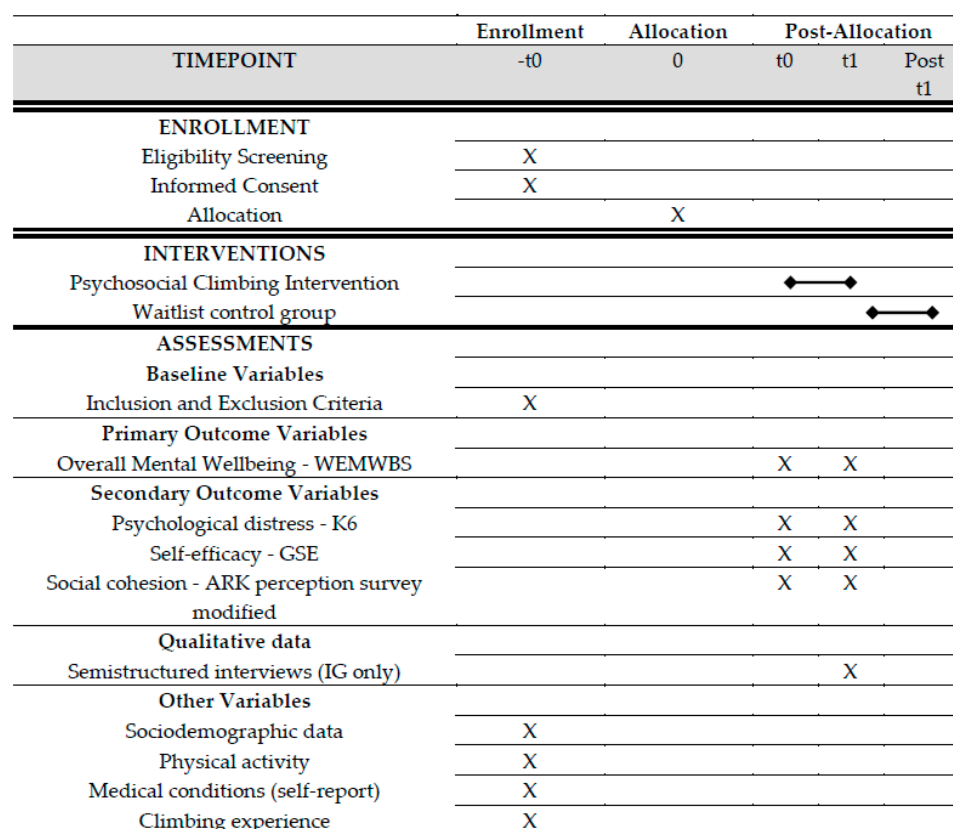 Enrollment Allocation Post-Allocation
TIMEPOINT -t0 0 t0 t1 Post
t1
ENROLLMENT
Eligibility Screening X
Informed Consent X
Allocation X
INTERVENTIONS
Psychosocial Climbing Intervention
Waitlist control group
ASSESSMENTS
Baseline Variables
Inclusion and Exclusion Criteria X
Primary Outcome Variables
Overall Mental Wellbeing - WEMWBS X X
Secondary Outcome Variables
Psychological distress - K6 X X
Self-efficacy - GSE X X
Social cohesion - ARK perception survey X X
modified
Qualitative data
Semistructured interviews (IG only) X
Other Variables
Sociodemographic data X
Physical activity X
Medical conditions (self-report) X
Climbing experience X